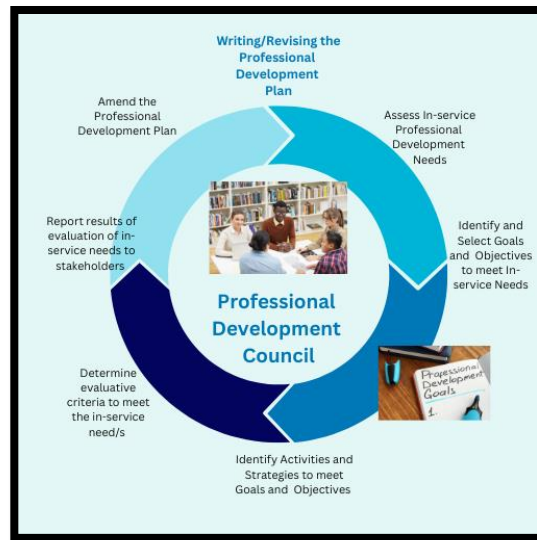 Writing/Revising the
Professional
Development
Plan
Assess In-service
Professional
Development
Needs
Identify and
Select Goals
and Objectives
to meet In-
service Needs
Professional
Development
Goals
1.
Identify Activities and
Strategies to meet
Goals and Objectives
Determine
evaluative
criteria to meet
the in-service
need/s
Report results of
evaluation of in-
service needs to
stakeholders
Amend the
Professional
Development Plan
Professional
Development
Council